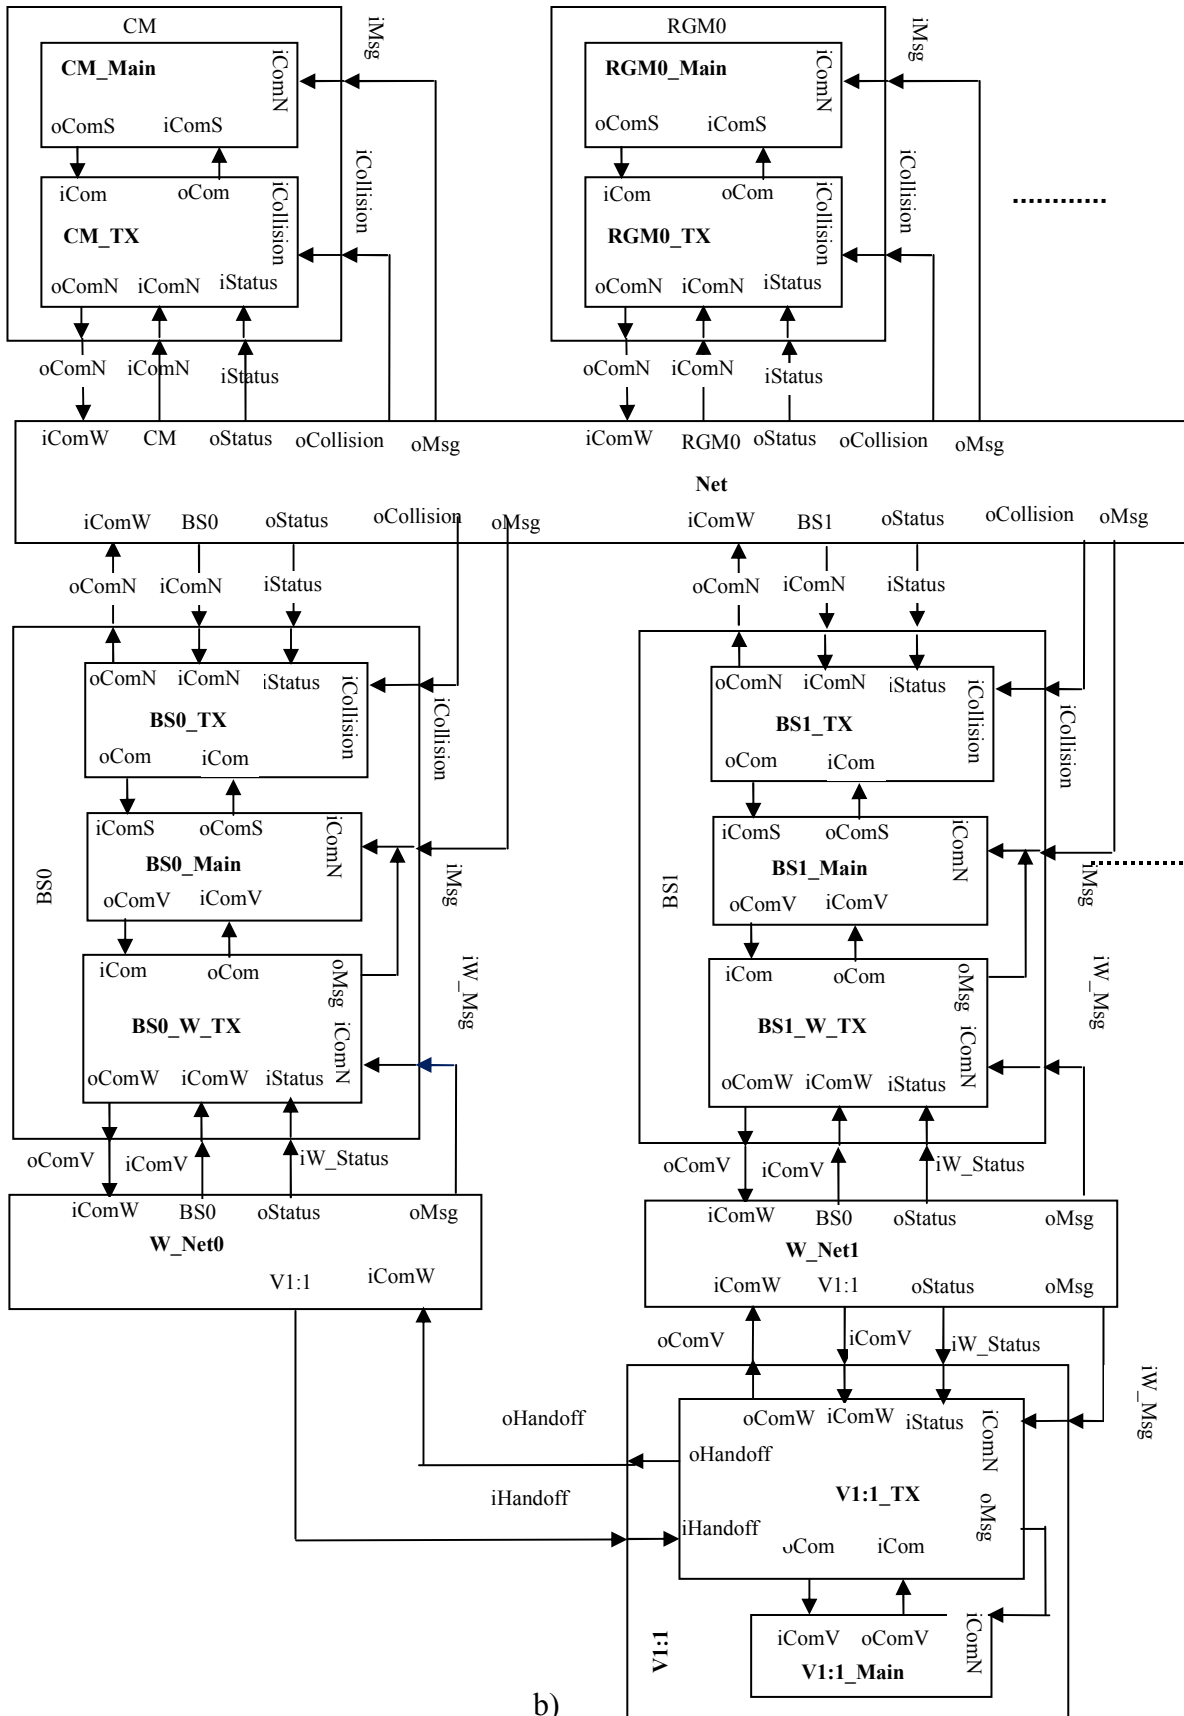 CM
iMsg
CM_Main
iComN
oComS
iComS
iCom
oCom
iCollision
iCollision
CM_TX
oComN
iComN
iStatus
oComN
iComN
iStatus
RGM0
iMsg
RGM0_Main
iComN
oComS
iComS
iCom
oCom
iCollision
iCollision
RGM0_TX
oComN
iComN
iStatus
oComN
iComN
iStatus
...............
iComW CM oStatus oCollision oMsg
iComW RGM0 oStatus oCollision oMsg
Net
iComW BS0 oStatus oCollision oMsg
iComW BS1 oStatus oCollision oMsg
oComN iComN iStatus
oComN iComN iStatus
BS0
oComN iComN iStatus
iCollision
iCollision
BS0_TX
oCom iCom
iComS oComS
iComN
BS0_Main
iMsg
oComV iComV
iCom oCom
oMsg
iW_Msg
BS0_W_TX
iComN
oComW iComW iStatus
oComV iComV iW_Status
BS1
oComN iComN iStatus
iCollision
iCollision
BS1_TX
oCom iCom
iComS oComS
iComN
BS1_Main
iMsg
oComV iComV
iCom oCom
oMsg
iW_Msg
BS1_W_TX
iComN
oComW iComW iStatus
oComV iComV iW_Status
iComW BS0 oStatus oMsg
W_Net0
V1:1 iComW
iComW BS0 oStatus oMsg
W_Net1
iComW V1:1 oStatus oMsg
oComV iComV iW_Status
iW_Msg
oHandoff
iHandoff
oComW iComW iStatus
iComN
oHandoff
V1:1_TX
oMsg
iHandoff
oCom iCom
V1:1
iComV oComV
iComN
V1:1_Main
b)